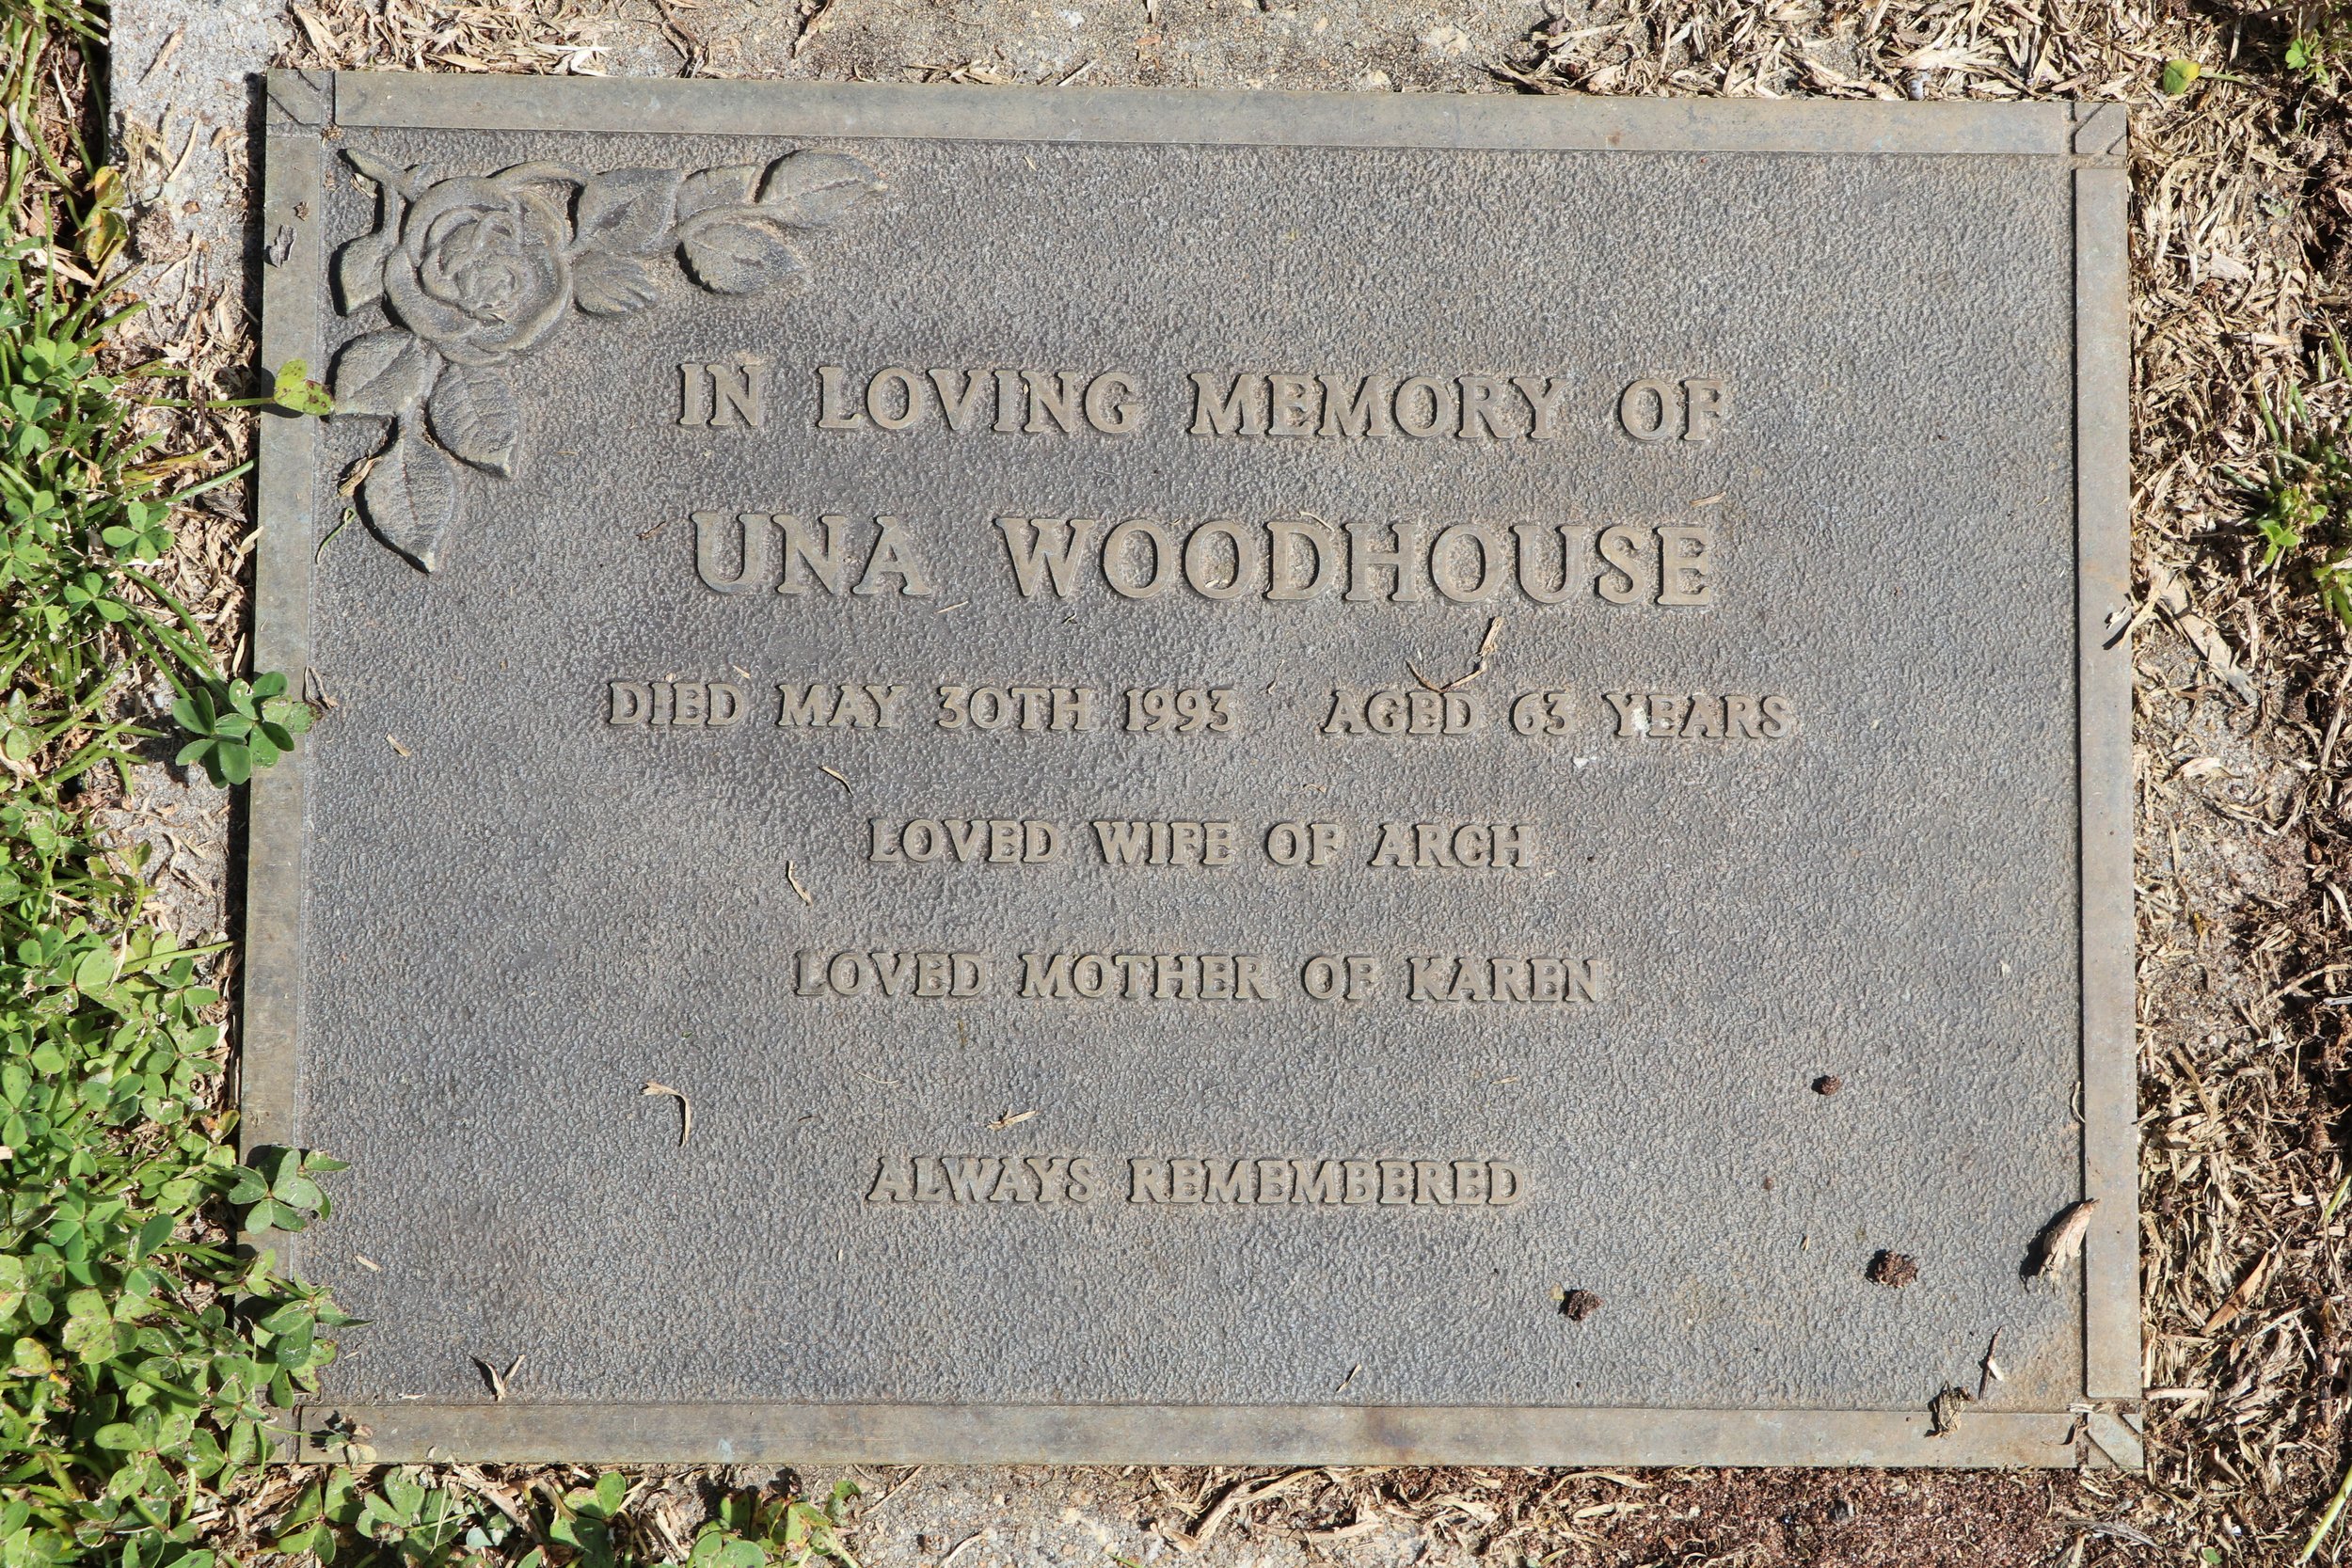 IN LOVING MEMORY OF
UNA WOODHOUSE
DIED MAY 30TH 1993 AGED 63 YEARS
LOVED WIFE OF ARCH
LOVED MOTHER OF KAREN
ALWAYS REMEMBERED